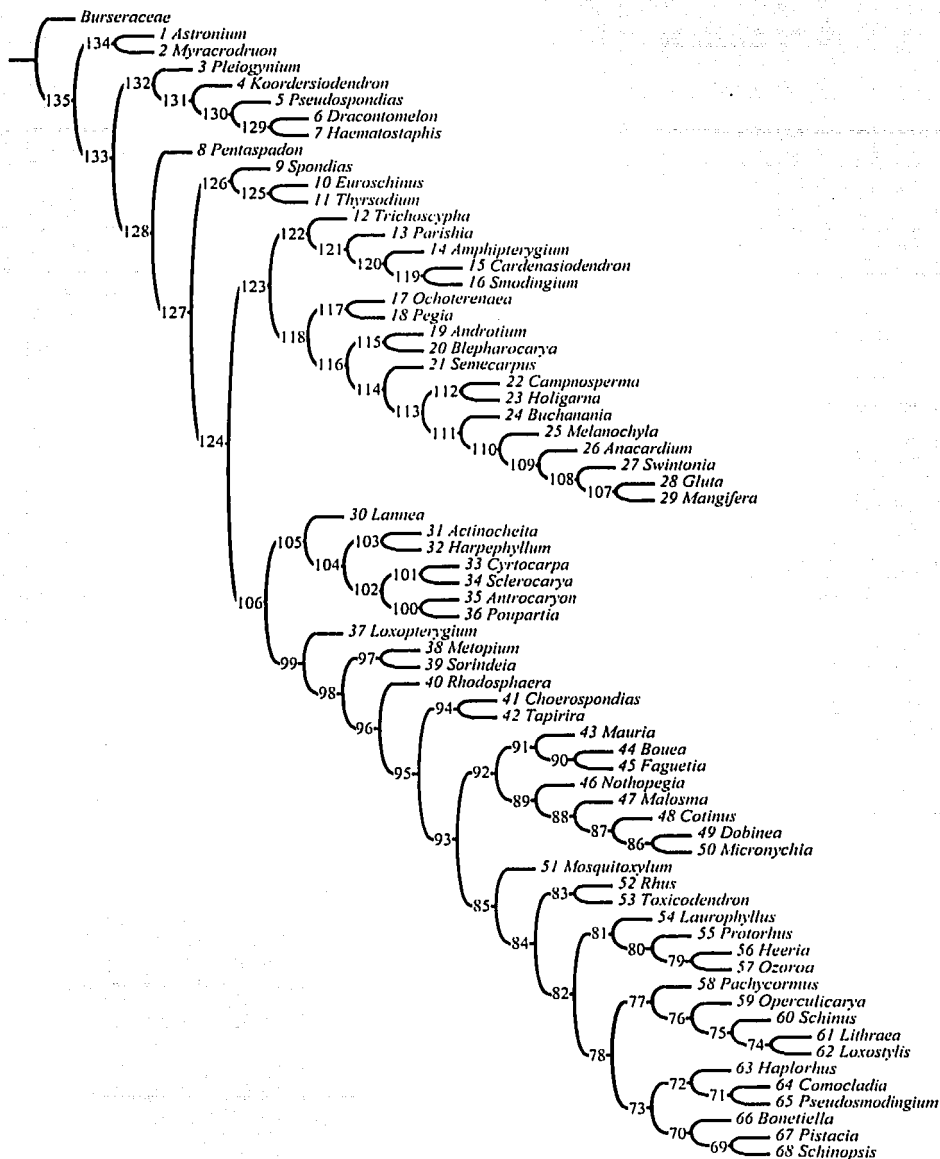 Burseraceae
1 Astronium
134
2 Myracrodruon
3 Pleiogynium
132
4 Koordersiodendron
131
5 Pseudospondias
135
130
6 Dracontomelon
129
7 Haematostaphis
8 Pentaspadon
133
9 Spondias
126
10 Euroschinus
125
11 Thyrsodium
12 Trichoscypha
128
122
13 Parishia
121
14 Amphipterygium
120
15 Cardenasiodendron
119
16 Smodingium
123
17 Ochoterenaea
117
127
18 Pegia
19 Androtium
118
115
20 Blepharocarya
116
21 Semecarpus
22 Campnosperma
114
112
23 Holigarna
113
24 Buchanania
111
25 Melanochyla
124
110
26 Anacardium
109
27 Swintonia
108
28 Gluta
107
29 Mangifera
30 Lannea
31 Actinocheita
105
103
32 Harpephyllum
104
33 Cyrtocarpa
101
34 Sclerocarya
102
35 Antrocaryon
106
100
36 Poupartia
37 Loxopterygium
38 Metopium
99
97
39 Sorindeia
98
40 Rhodosphaera
41 Choerospondias
94
42 Tapirira
96
43 Mauria
91
44 Bouea
90
45 Faguetia
95
92
46 Nothopegia
89
47 Malosma
88
48 Cotinus
87
49 Dobinea
93
86
50 Micronychia
51 Mosquitoxylum
52 Rhus
83
53 Toxicodendron
85
54 Laurophyllus
81
55 Protorhus
84
80
56 Heeria
79
57 Ozoroa
58 Pachycormus
82
77
59 Operculicarya
76
60 Schinus
75
61 Lithraea
74
62 Loxostylis
78
63 Haplorhus
72
64 Comocladia
71
65 Pseudosmodingium
73
66 Bonetiella
70
67 Pistacia
69
68 Schinopsis